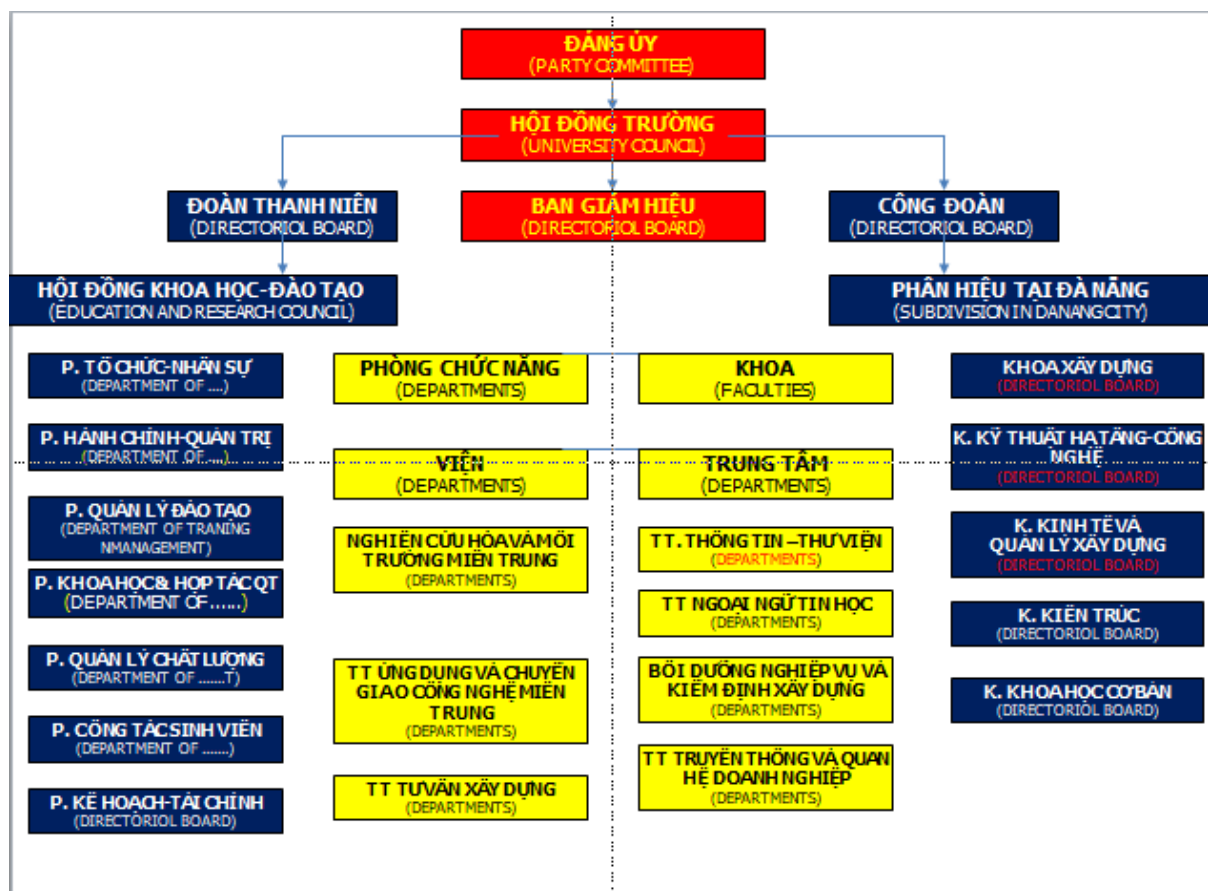 ĐẢNG ỦY
(PARTY COMMITTEE)
HỘI ĐỒNG TRƯỜNG
(UNIVERSITY COUNCIL)
ĐOÀN THANH NIÊN
(DIRECTORIOL BOARD)
BAN GIÁM HIỆU
(DIRECTORIOL BOARD)
CÔNG ĐOÀN
(DIRECTORIOL BOARD)
HỘI ĐỒNG KHOA HỌC-ĐÀO TẠO
(EDUCATION AND RESEARCH COUNCIL)
PHÂN HIỆU TẠI ĐÀ NẴNG
(SUBDIVISION IN DANANGCITY)
P. TỔ CHỨC-NHÂN SỰ
(DEPARTMENT OF ....)
P. HÀNH CHÍNH-QUẢN TRỊ
(DEPARTMENT OF ....)
P. QUẢN LÝ ĐÀO TẠO
(DEPARTMENT OF TRANING
NMANAGEMENT)
P. KHOA HỌC & HỢP TÁC QT
(DEPARTMENT OF ......)
P. QUẢN LÝ CHẤT LƯỢNG
(DEPARTMENT OF .......T)
P. CÔNG TÁC SINH VIÊN
(DEPARTMENT OF .......)
P. KẾ HOẠCH-TÀI CHÍNH
(DIRECTORIOL BOARD)
PHÒNG CHỨC NĂNG
(DEPARTMENTS)
VIỆN
(DEPARTMENTS)
NGHIÊN CỨU HÓA VÀ MÔI
TRƯỜNG MIỀN TRUNG
(DEPARTMENTS)
TT ỨNG DỤNG VÀ CHUYỂN
GIAO CÔNG NGHỆ MIỀN
TRUNG
(DEPARTMENTS)
TT TƯ VẤN XÂY DỰNG
(DEPARTMENTS)
KHOA
(FACULTIES)
TRUNG TÂM
(DEPARTMENTS)
TT. THÔNG TIN –THƯ VIỆN
(DEPARTMENTS)
TT NGOẠI NGỮ TIN HỌC
(DEPARTMENTS)
BỒI DƯỠNG NGHIỆP VỤ VÀ
KIỂM ĐỊNH XÂY DỰNG
(DEPARTMENTS)
TT TRUYỀN THÔNG VÀ QUAN
HỆ DOANH NGHIỆP
(DEPARTMENTS)
KHOA XÂY DỰNG
(DIRECTORIOL BOARD)
K. KỸ THUẬT HẠ TẦNG-CÔNG
NGHỆ
(DIRECTORIOL BOARD)
K. KINH TẾ VÀ
QUẢN LÝ XÂY DỰNG
(DIRECTORIOL BOARD)
K. KIẾN TRÚC
(DIRECTORIOL BOARD)
K. KHOA HỌC CƠ BẢN
(DIRECTORIOL BOARD)